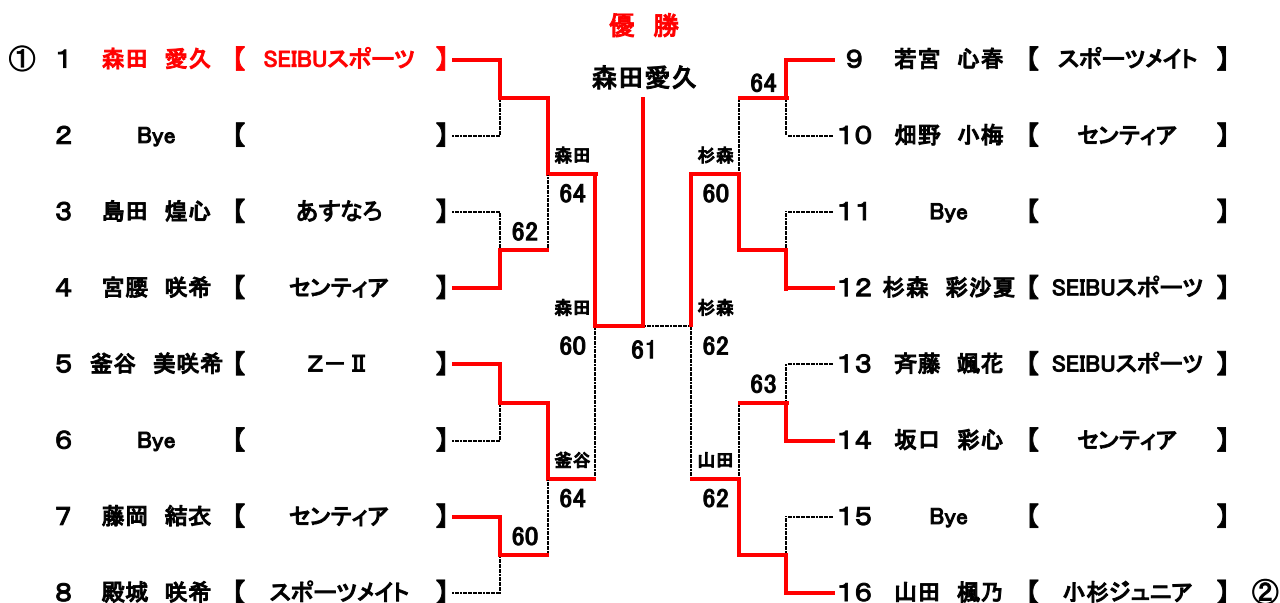 優 勝
森田愛久
① 1 森田 愛久 【 SEIBUスポーツ 】
2 Bye 【 】
3 島田 煌心 【 あすなろ 】
4 宮腰 咲希 【 センティア 】
5 釜谷 美咲希 【 Z－Ⅱ 】
6 Bye 【 】
7 藤岡 結衣 【 センティア 】
8 殿城 咲希 【 スポーツメイト 】
62
60
森田
64
釜谷
64
森田
60
61
杉森
62
杉森
60
山田
62
64
63
9 若宮 心春 【 スポーツメイト 】
10 畑野 小梅 【 センティア 】
11 Bye 【 】
12 杉森 彩沙夏 【 SEIBUスポーツ 】
13 斉藤 颯花 【 SEIBUスポーツ 】
14 坂口 彩心 【 センティア 】
15 Bye 【 】
16 山田 楓乃 【 小杉ジュニア 】 ②